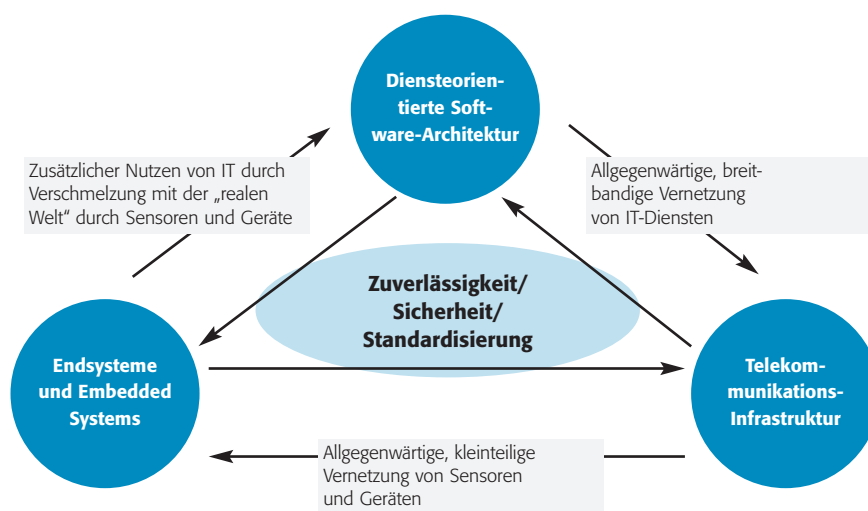 Diensteorien-
tierte Soft-
ware-Architektur
Zusätzlicher Nutzen von IT durch
Verschmelzung mit der „realen
Welt“ durch Sensoren und Geräte
Allgegenwärtige, breit-
bandige Vernetzung
von IT-Diensten
Zuverlässigkeit/
Sicherheit/
Standardisierung
Endsysteme
und Embedded
Systems
Telekom-
munikations-
Infrastruktur
Allgegenwärtige, kleinteilige
Vernetzung von Sensoren
und Geräten